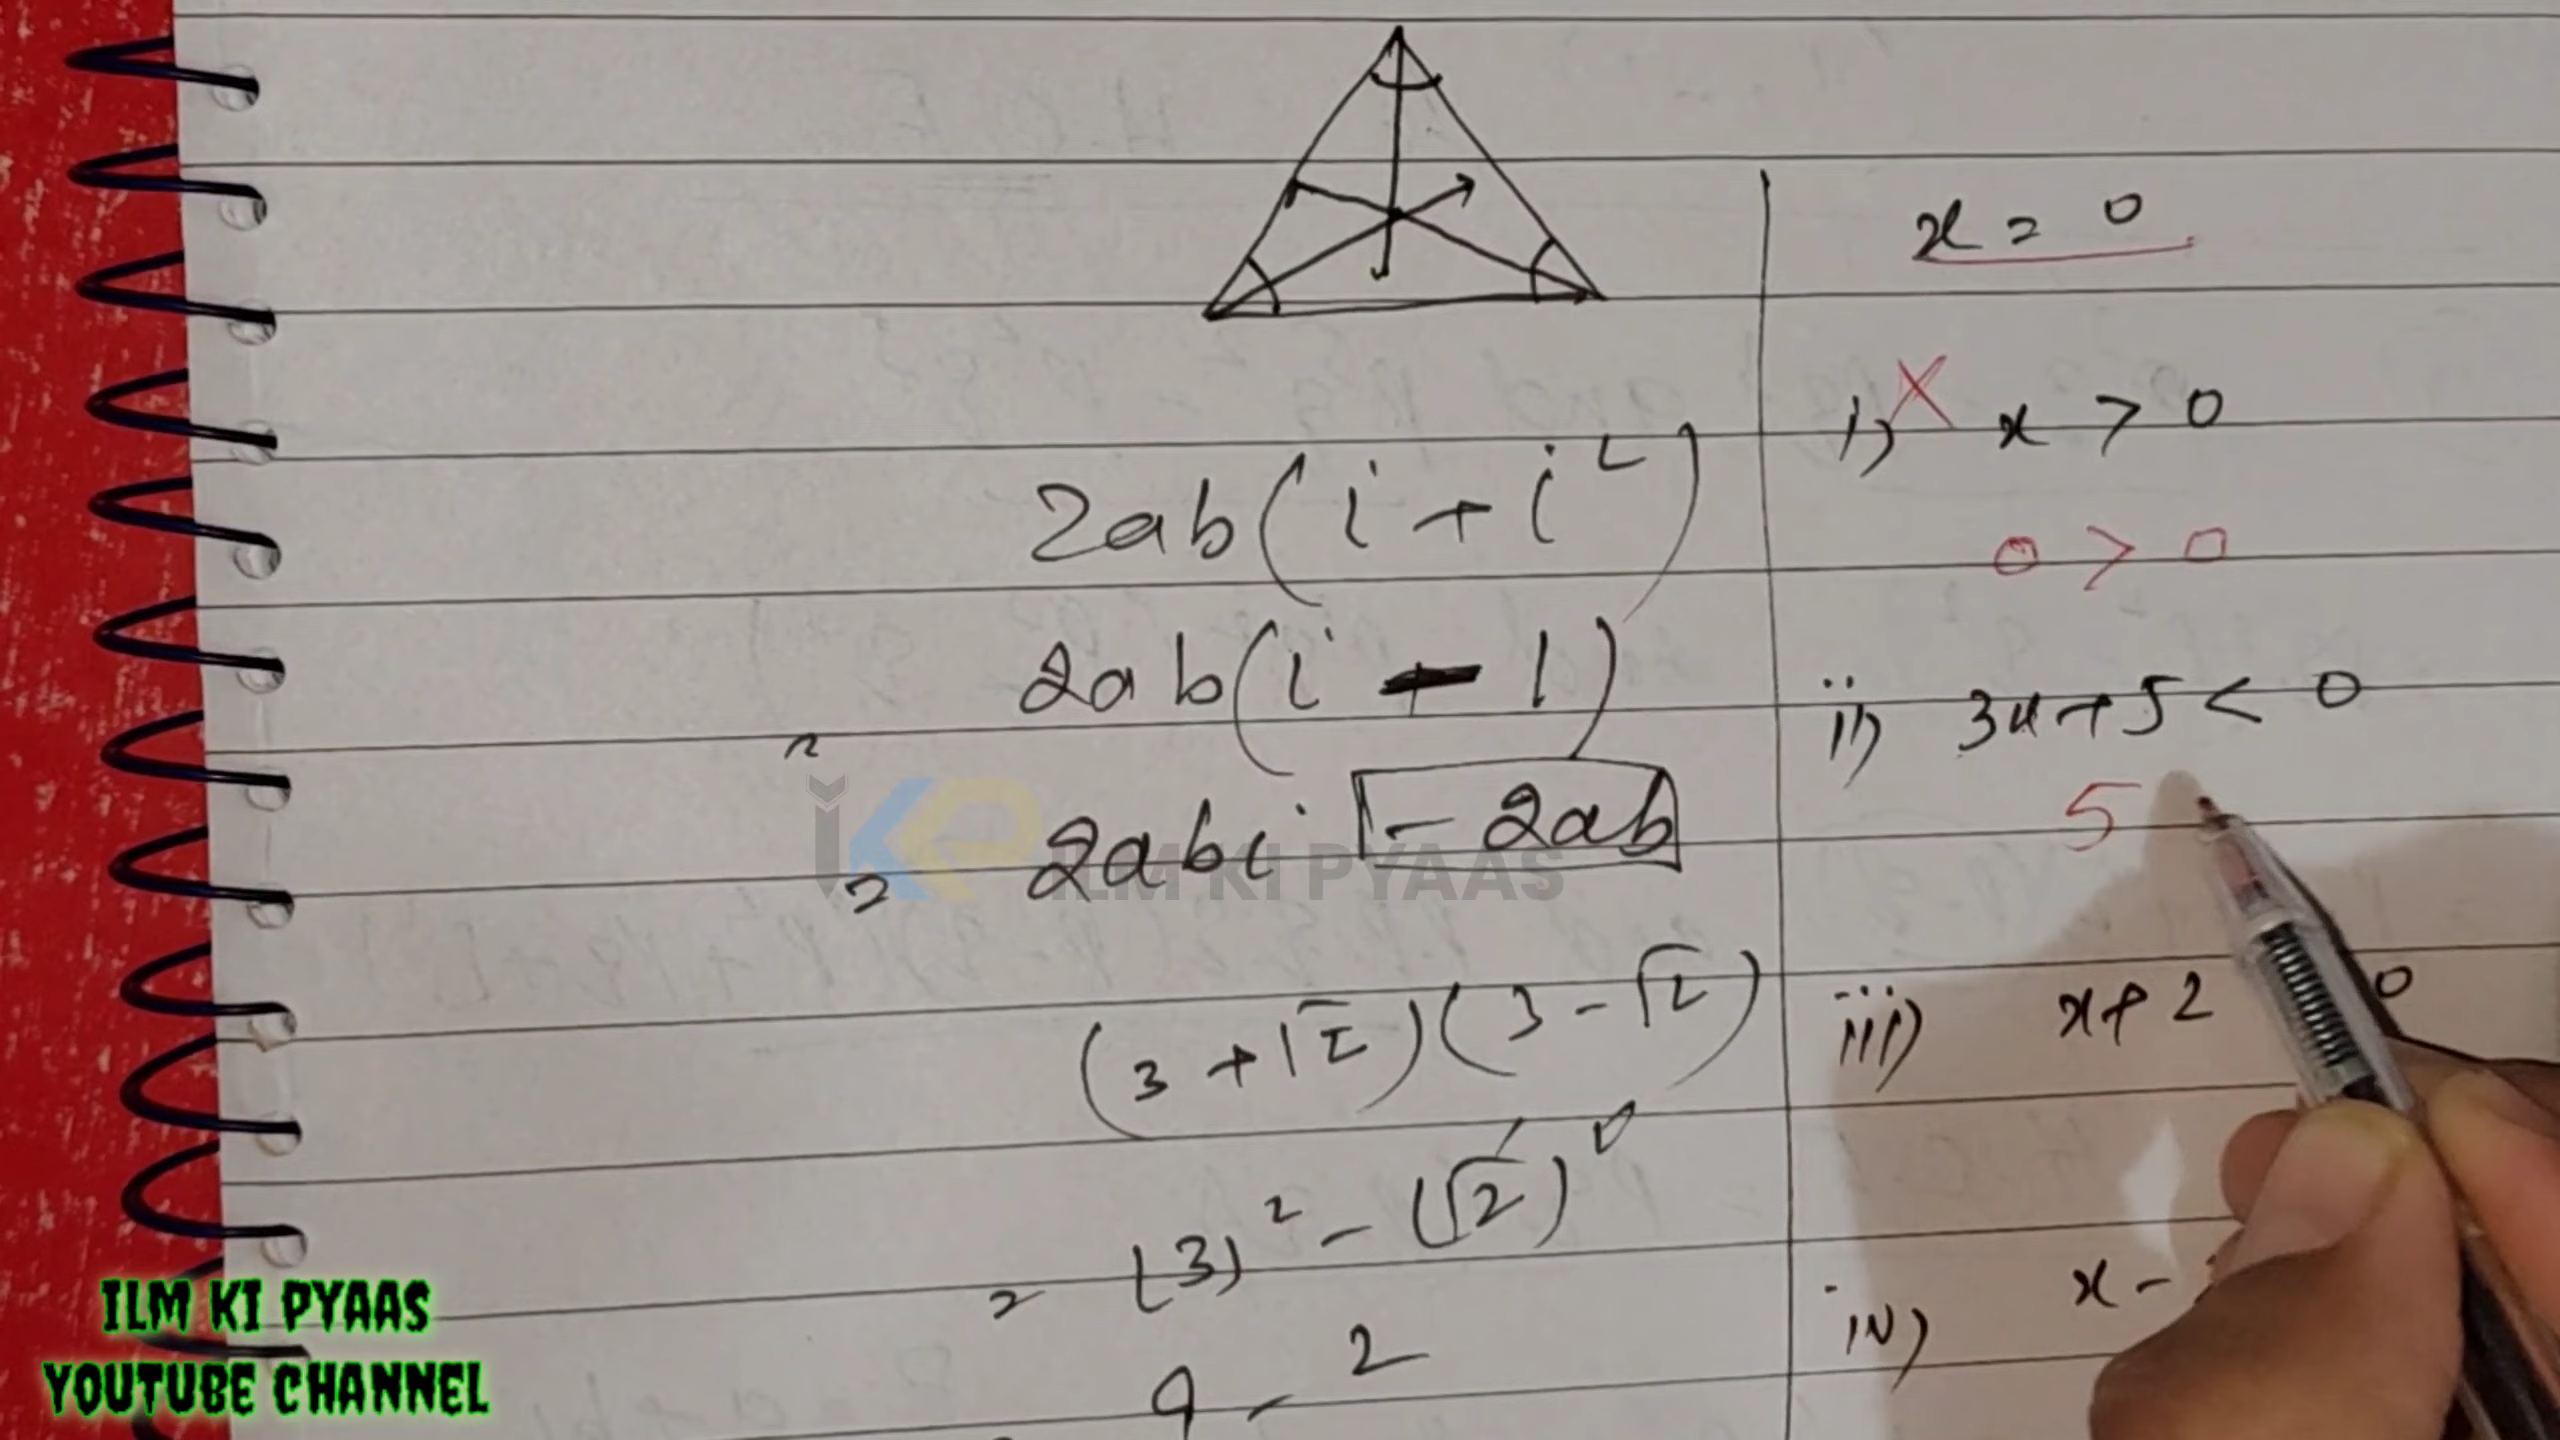 2ab(i + i²)
2ab(i - 1)
= 2abi - 2ab
(3 + √2)(3 - √2)
= (3)² - (√2)²
9 - 2
x = 0
i) x > 0
0 > 0
ii) 3x + 5 < 0
5
iii) x + 2 0
iv) x -
ILM KI PYAAS
ILM KI PYAAS
YOUTUBE CHANNEL